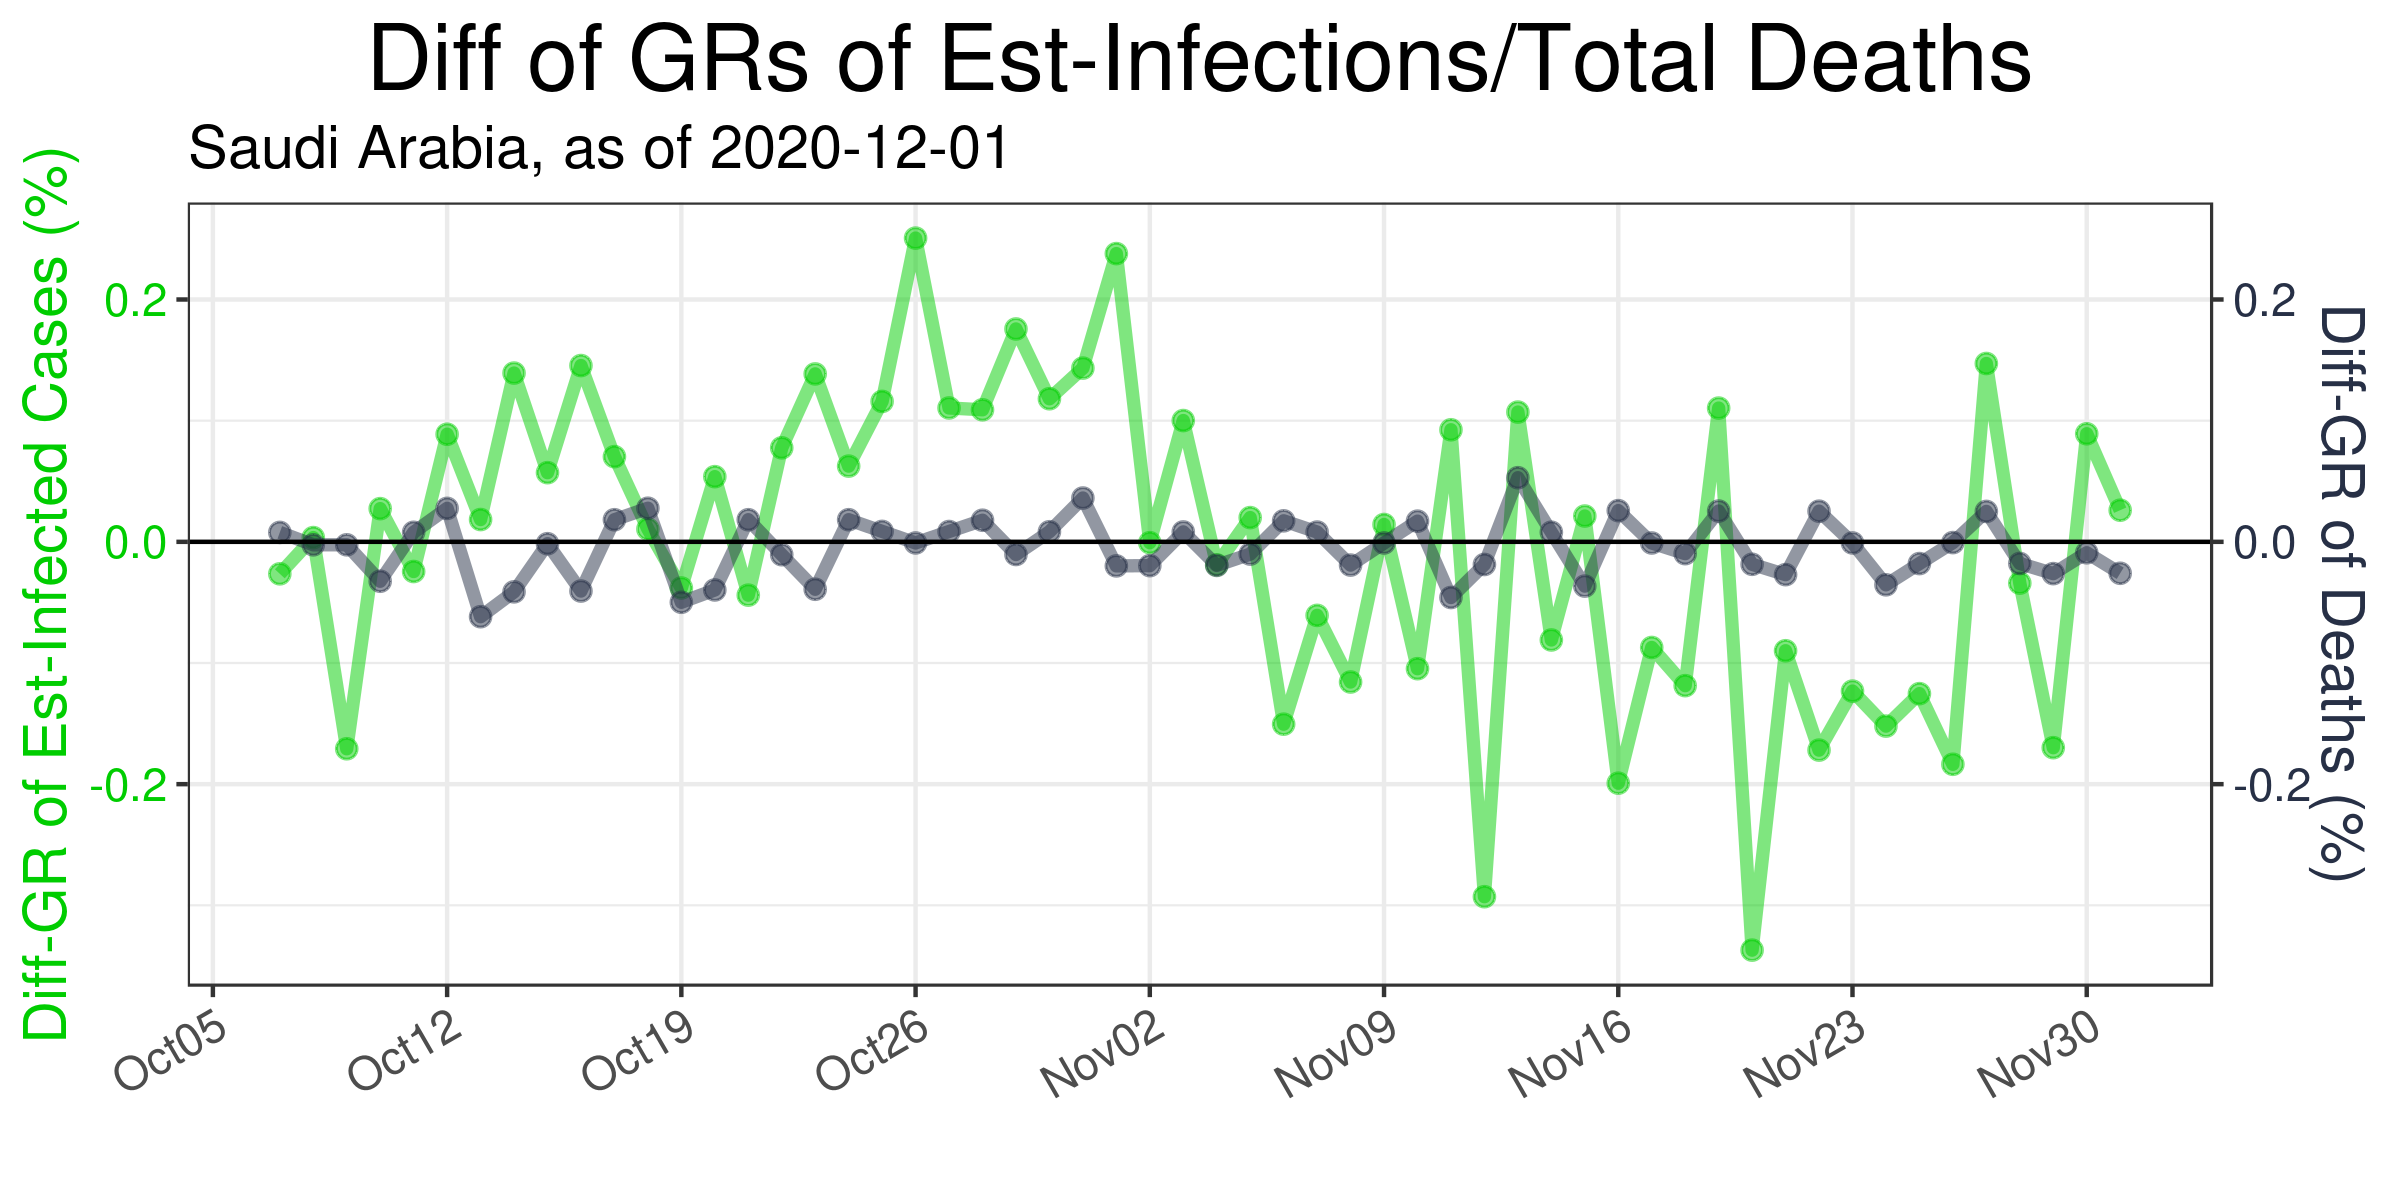 Diff of GRs of Est-Infections/Total Deaths
Saudi Arabia, as of 2020-12-01
Diff-GR of Est-Infected Cases (%)
0.2
0.0
-0.2
0.2
0.0
-0.2
Diff-GR of Deaths (%)
Oct05
Oct12
Oct19
Oct26
Nov02
Nov09
Nov16
Nov23
Nov30